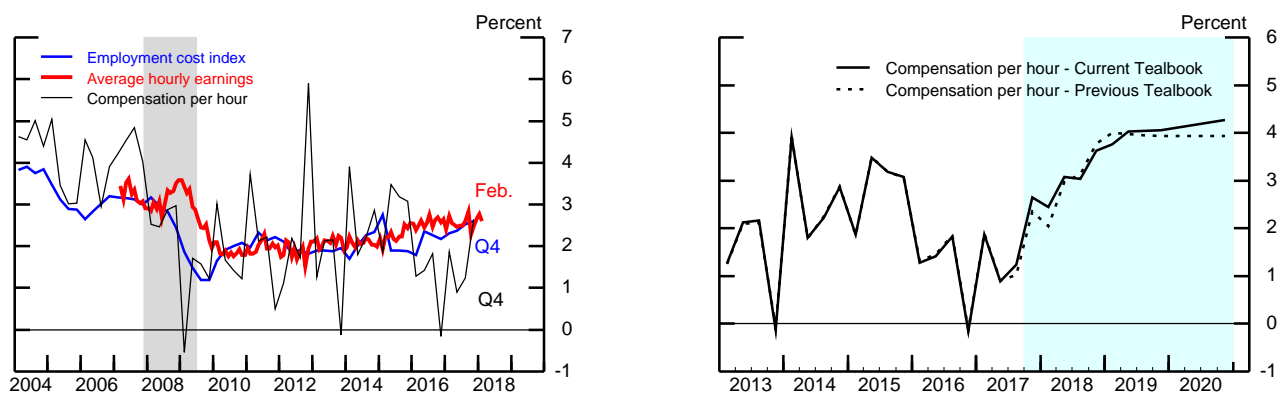 Percent
7
6
5
4
3
2
1
0
-1
Employment cost index
Average hourly earnings
Compensation per hour
Feb.
Q4
Q4
2004 2006 2008 2010 2012 2014 2016 2018
Percent
6
5
4
3
2
1
0
-1
Compensation per hour - Current Tealbook
Compensation per hour - Previous Tealbook
2013 2014 2015 2016 2017 2018 2019 2020